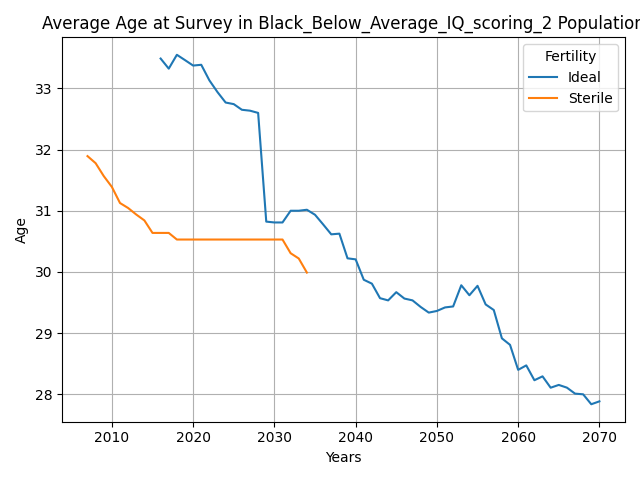 Average Age at Survey in Black_Below_Average_IQ_scoring_2 Population
Fertility
Ideal
Sterile
33
32
31
30
29
28
Age
2010 2020 2030 2040 2050 2060 2070
Years